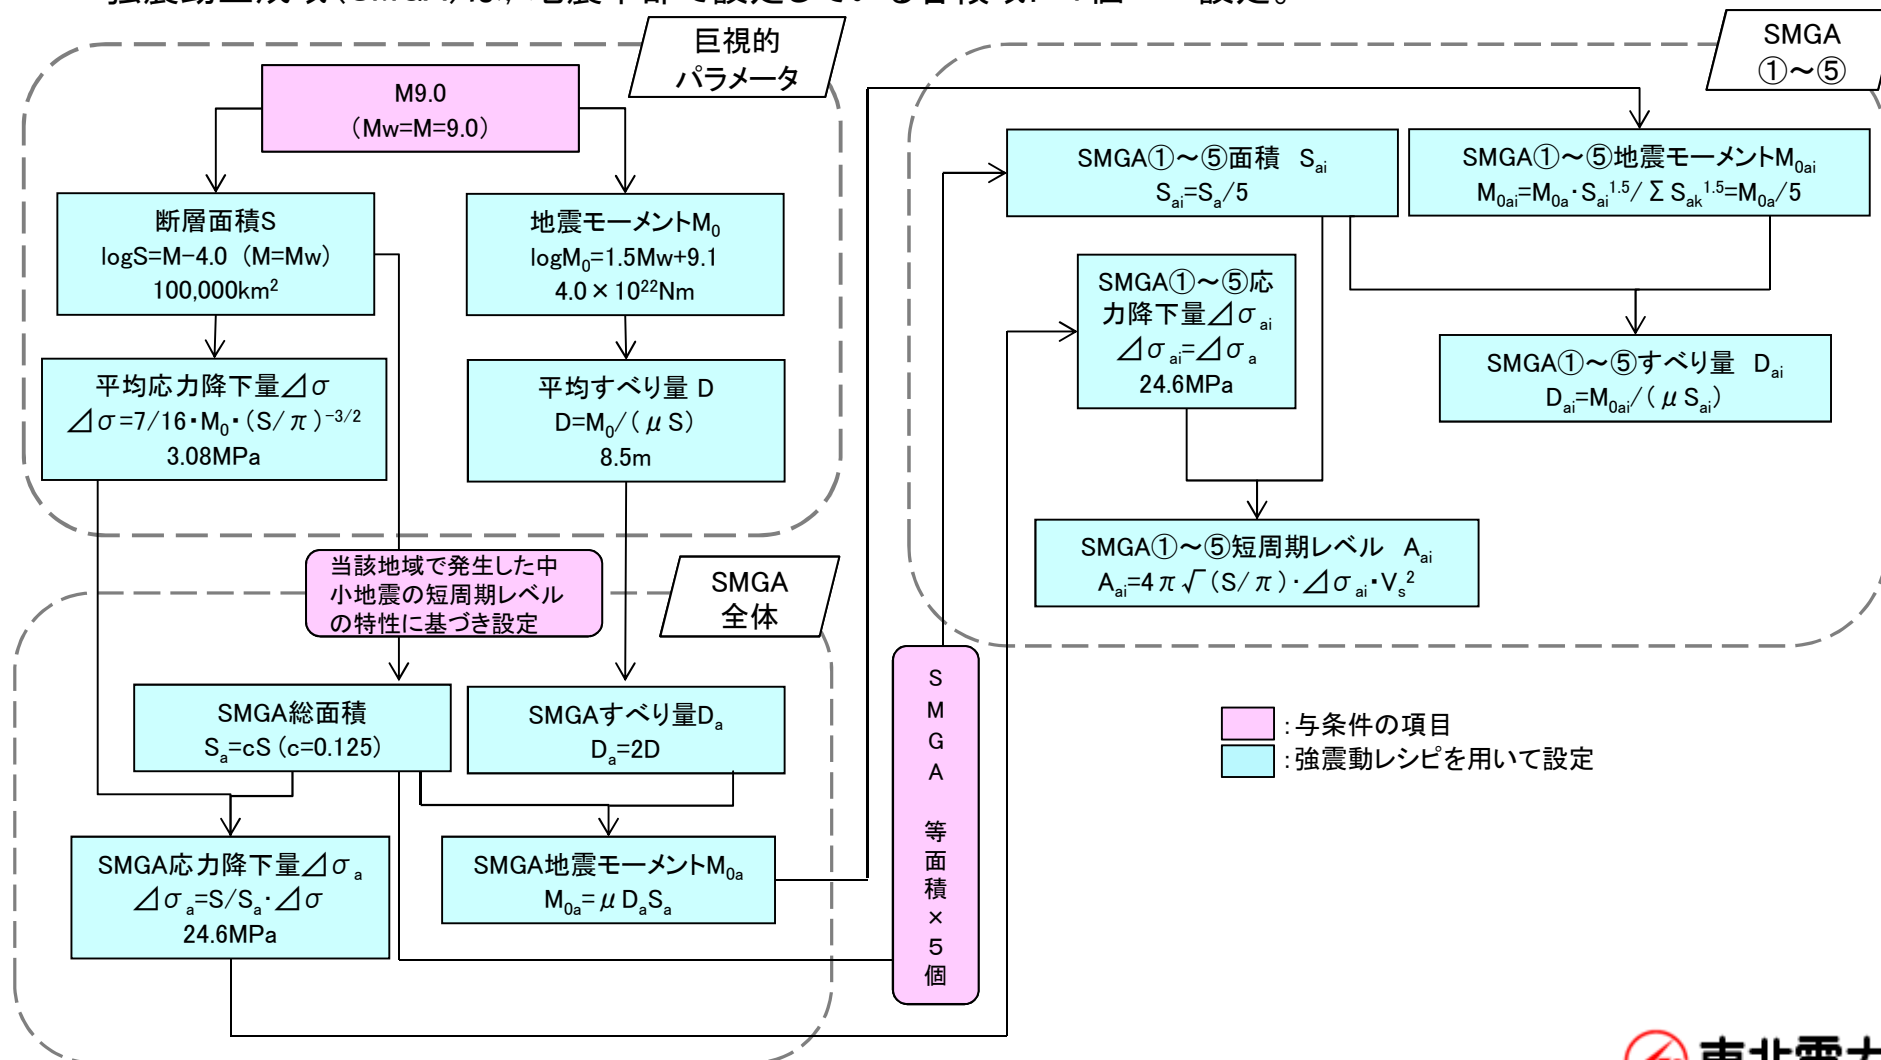 巨視的
パラメータ
M9.0
(Mw=M=9.0)
断層面積S
logS=M-4.0 (M=Mw)
100,000km²
地震モーメントM₀
logM₀=1.5Mw+9.1
4.0×10²²Nm
平均応力降下量⊿σ
⊿σ=7/16・M₀・(S/π)⁻³/²
3.08MPa
平均すべり量 D
D=M₀/(μS)
8.5m
当該地域で発生した中
小地震の短周期レベル
の特性に基づき設定
SMGA
全体
SMGA総面積
Sₐ=cS (c=0.125)
SMGAすべり量Dₐ
Dₐ=2D
SMGA応力降下量⊿σₐ
⊿σₐ=S/Sₐ・⊿σ
24.6MPa
SMGA地震モーメントM₀ₐ
M₀ₐ=μDₐSₐ
SMGA 等面積×5個
SMGA
①~⑤
SMGA①~⑤面積 Sai
Sai=Sa/5
SMGA①~⑤地震モーメントM0ai
M0ai=M0a・Sai^1.5/ΣSak^1.5=M0a/5
SMGA①~⑤応
力降下量⊿σai
⊿σai=⊿σa
24.6MPa
SMGA①~⑤すべり量 Dai
Dai=M0ai/(μSai)
SMGA①~⑤短周期レベル Aai
Aai=4π√(S/π)・⊿σai・Vs²
:与条件の項目
:強震動レシピを用いて設定
東北電力